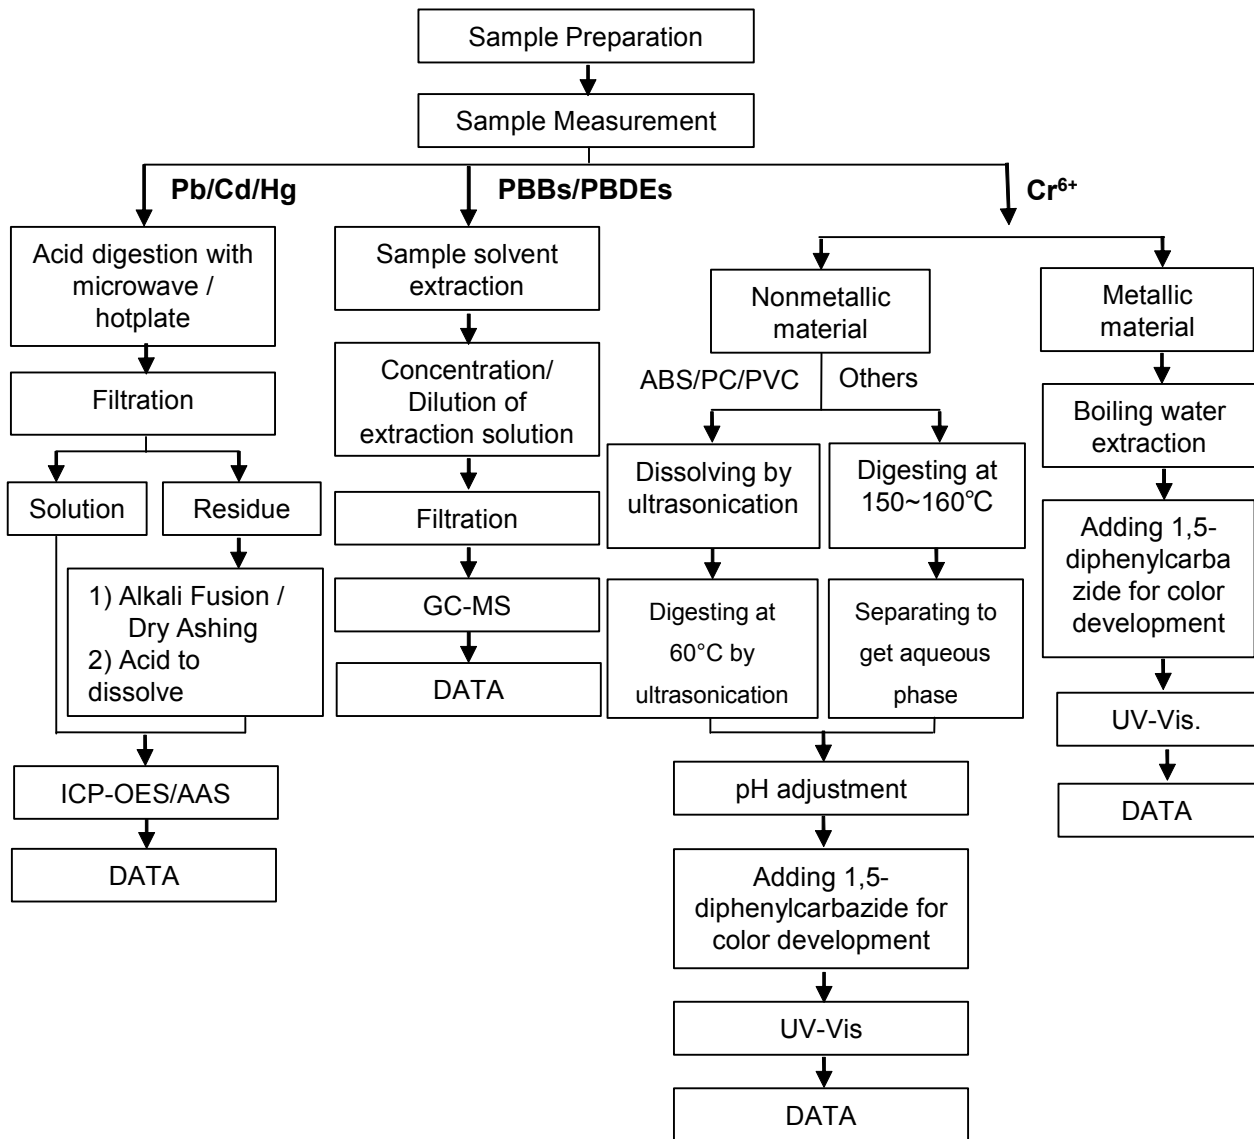 Sample Preparation
Sample Measurement
Pb/Cd/Hg
PBBs/PBDEs
Cr⁶⁺
Acid digestion with
microwave /
hotplate
Filtration
Solution
Residue
1) Alkali Fusion /
Dry Ashing
2) Acid to
dissolve
ICP-OES/AAS
DATA
Sample solvent
extraction
Concentration/
Dilution of
extraction solution
Filtration
GC-MS
DATA
Nonmetallic
material
ABS/PC/PVC
Others
Dissolving by
ultrasonication
Digesting at
60°C by
ultrasonication
Digesting at
150~160℃
Separating to
get aqueous
phase
pH adjustment
Adding 1,5-
diphenylcarbazide for
color development
UV-Vis
DATA
Metallic
material
Boiling water
extraction
Adding 1,5-
diphenylcarba
zide for color
development
UV-Vis.
DATA